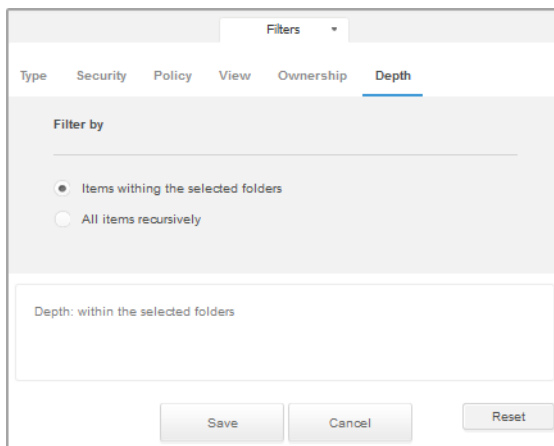 Filters
Type Security Policy View Ownership Depth
Filter by
Items withing the selected folders
All items recursively
Depth: within the selected folders
Save Cancel Reset